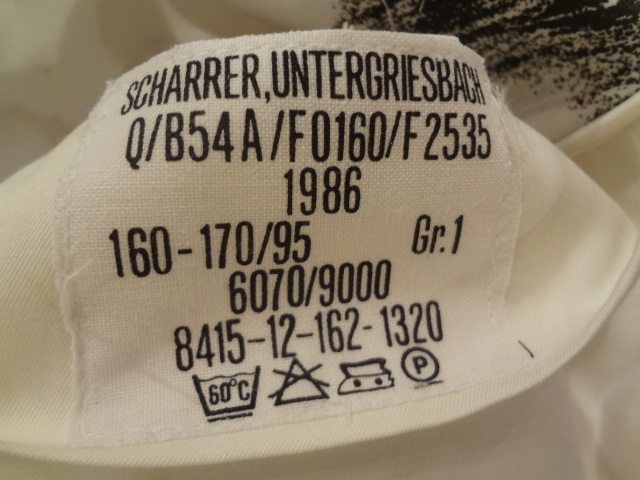 SCHARRER, UNTERGRIESBACH
Q/B54A/F0160/F2535
1986
160-170/95 Gr.1
6070/9000
8415-12-162-1320
60°C P